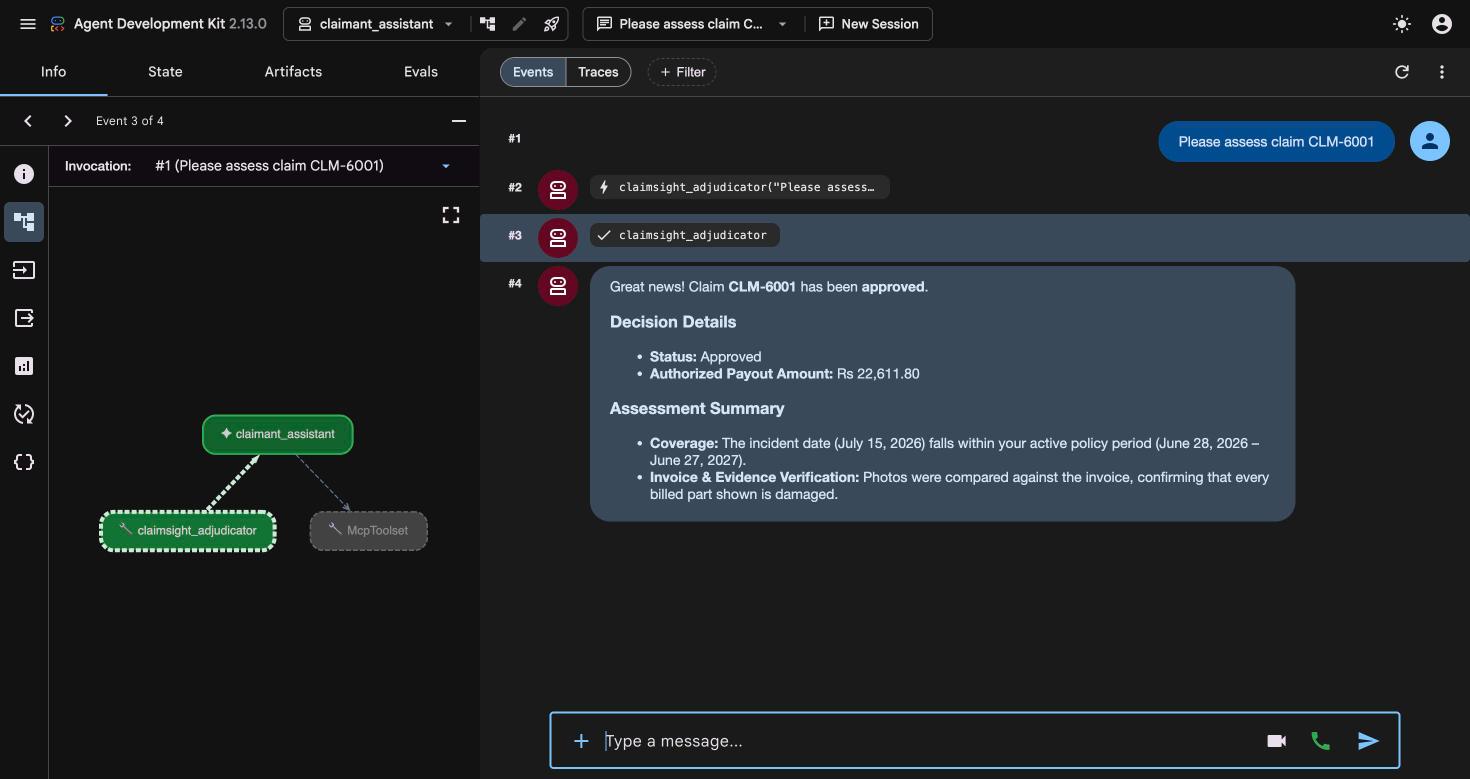 Agent Development Kit 2.13.0
claimant_assistant
Please assess claim C...
New Session
Info
State
Artifacts
Evals
Events
Traces
+ Filter
Event 3 of 4
Invocation: #1 (Please assess claim CLM-6001)
claimant_assistant
claimsight_adjudicator
McpToolset
#1
Please assess claim CLM-6001
#2
claimsight_adjudicator("Please assess…
#3
claimsight_adjudicator
#4
Great news! Claim CLM-6001 has been approved.
Decision Details
• Status: Approved
• Authorized Payout Amount: Rs 22,611.80
Assessment Summary
• Coverage: The incident date (July 15, 2026) falls within your active policy period (June 28, 2026 –
June 27, 2027).
• Invoice & Evidence Verification: Photos were compared against the invoice, confirming that every
billed part shown is damaged.
Type a message...